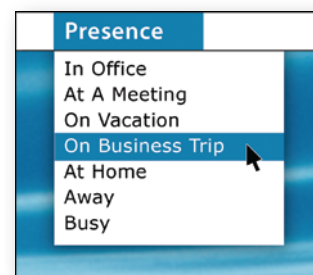 Presence
In Office
At A Meeting
On Vacation
On Business Trip
At Home
Away
Busy